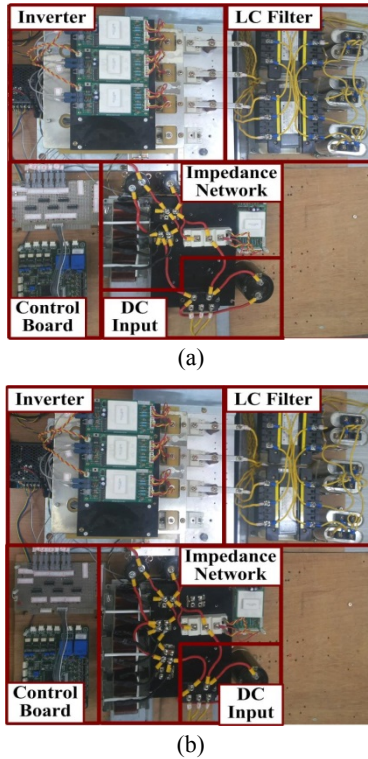 Inverter
LC Filter
Impedance
Network
Control
Board
DC
Input
(a)
Inverter
LC Filter
Impedance
Network
Control
Board
DC
Input
(b)